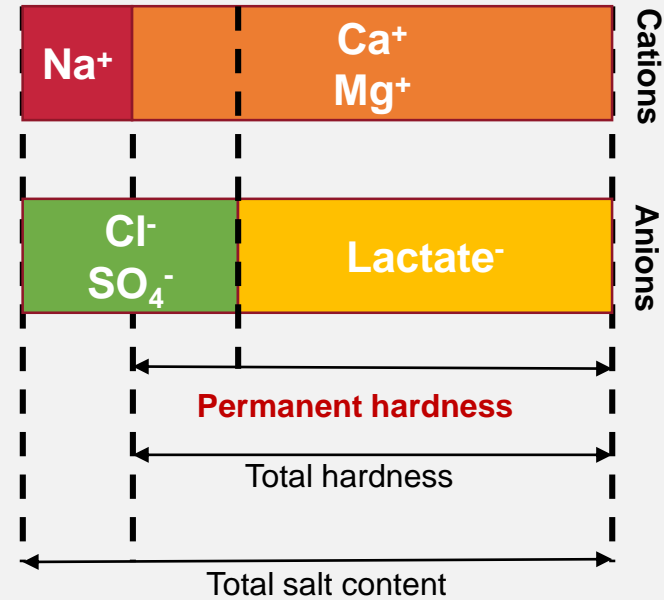 Na⁺
Ca⁺
Mg⁺
Cations
Cl⁻
SO₄⁻
Lactate⁻
Anions
Permanent hardness
Total hardness
Total salt content